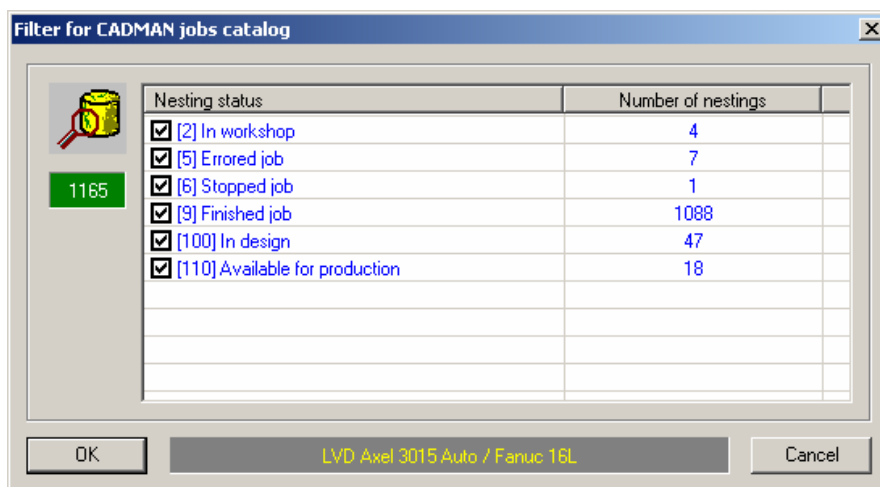 Filter for CADMAN jobs catalog
Nesting status Number of nestings
[2] In workshop 4
[5] Errored job 7
1165
[6] Stopped job 1
[9] Finished job 1088
[100] In design 47
[110] Available for production 18
OK LVD Axel 3015 Auto / Fanuc 16L Cancel